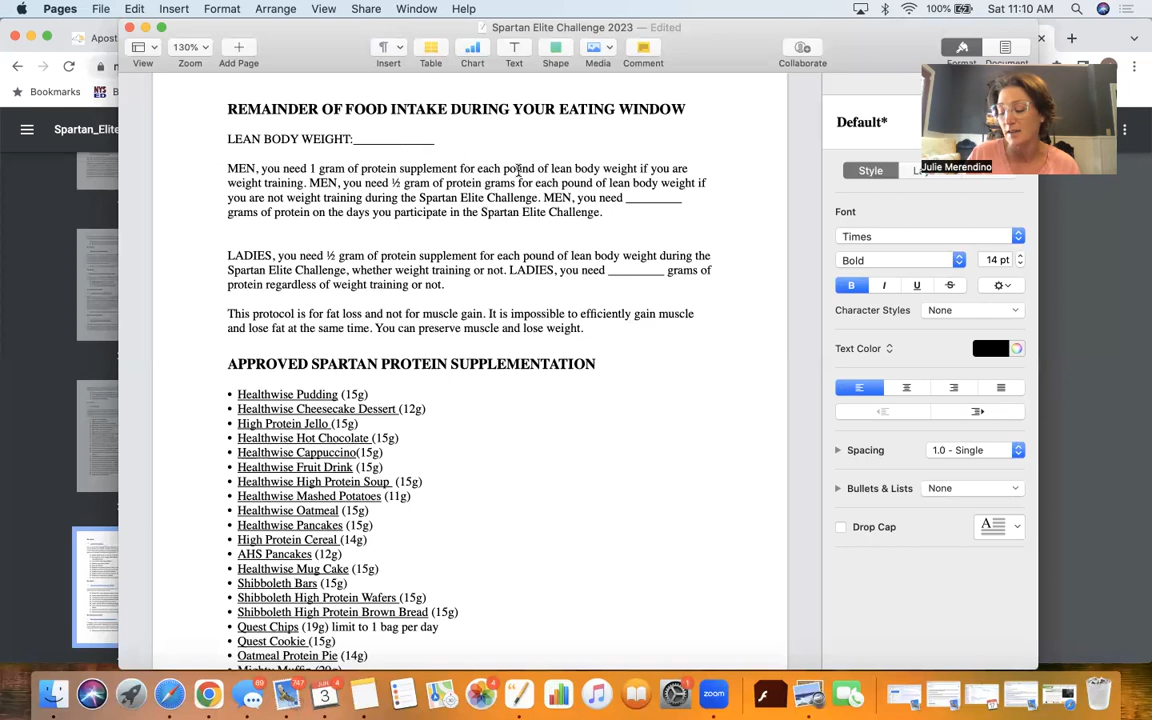 Pages File Edit Insert Format Arrange View Share Window Help 100% Sat 11:10 AM
Apost
Spartan Elite Challenge 2023 — Edited
130%
View Zoom Add Page Insert Table Chart Text Shape Media Comment Collaborate Format Document
Bookmarks NYS
Spartan_Elite
REMAINDER OF FOOD INTAKE DURING YOUR EATING WINDOW
LEAN BODY WEIGHT:____________
MEN, you need 1 gram of protein supplement for each pound of lean body weight if you are
weight training. MEN, you need ½ gram of protein grams for each pound of lean body weight if
you are not weight training during the Spartan Elite Challenge. MEN, you need _________
grams of protein on the days you participate in the Spartan Elite Challenge.
LADIES, you need ½ gram of protein supplement for each pound of lean body weight during the
Spartan Elite Challenge, whether weight training or not. LADIES, you need _________ grams of
protein regardless of weight training or not.
This protocol is for fat loss and not for muscle gain. It is impossible to efficiently gain muscle
and lose fat at the same time. You can preserve muscle and lose weight.
APPROVED SPARTAN PROTEIN SUPPLEMENTATION
• Healthwise Pudding (15g)
• Healthwise Cheesecake Dessert (12g)
• High Protein Jello (15g)
• Healthwise Hot Chocolate (15g)
• Healthwise Cappuccino(15g)
• Healthwise Fruit Drink (15g)
• Healthwise High Protein Soup (15g)
• Healthwise Mashed Potatoes (11g)
• Healthwise Oatmeal (15g)
• Healthwise Pancakes (15g)
• High Protein Cereal (14g)
• AHS Pancakes (12g)
• Healthwise Mug Cake (15g)
• Shibboleth Bars (15g)
• Shibboleth High Protein Wafers (15g)
• Shibboleth High Protein Brown Bread (15g)
• Quest Chips (19g) limit to 1 bag per day
• Quest Cookie (15g)
• Oatmeal Protein Pie (14g)
Julie Merendino
Default*
Style
Font
Times
Bold 14 pt
B I U S
Character Styles None
Text Color
Spacing 1.0 - Single
Bullets & Lists None
Drop Cap
A
JUN
3
zoom
69
747
4
4
1